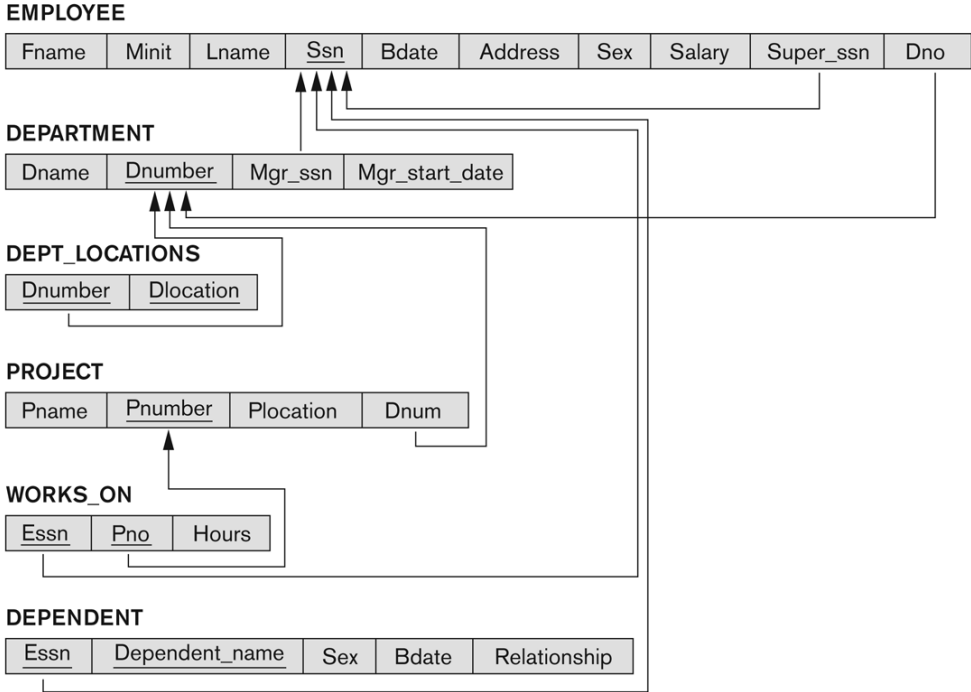 EMPLOYEE
Fname Minit Lname Ssn Bdate Address Sex Salary Super_ssn Dno
DEPARTMENT
Dname Dnumber Mgr_ssn Mgr_start_date
DEPT_LOCATIONS
Dnumber Dlocation
PROJECT
Pname Pnumber Plocation Dnum
WORKS_ON
Essn Pno Hours
DEPENDENT
Essn Dependent_name Sex Bdate Relationship